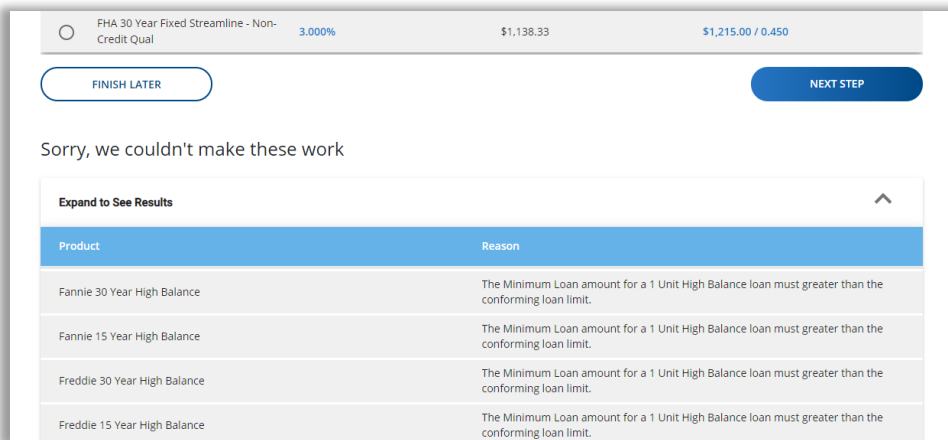 FHA 30 Year Fixed Streamline - Non-
Credit Qual
3.000%
$1,138.33
$1,215.00 / 0.450
FINISH LATER
NEXT STEP
Sorry, we couldn't make these work
Expand to See Results
Product
Reason
Fannie 30 Year High Balance
The Minimum Loan amount for a 1 Unit High Balance loan must greater than the
conforming loan limit.
Fannie 15 Year High Balance
The Minimum Loan amount for a 1 Unit High Balance loan must greater than the
conforming loan limit.
Freddie 30 Year High Balance
The Minimum Loan amount for a 1 Unit High Balance loan must greater than the
conforming loan limit.
Freddie 15 Year High Balance
The Minimum Loan amount for a 1 Unit High Balance loan must greater than the
conforming loan limit.